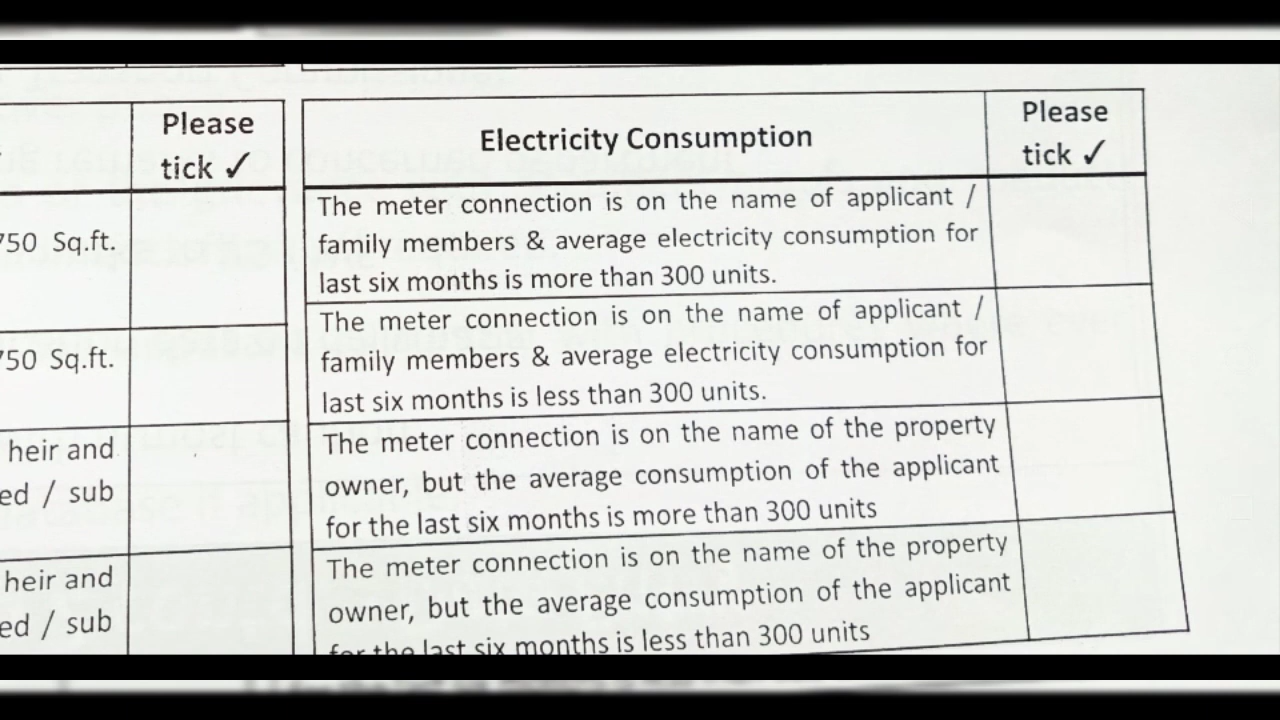 Please
tick ✓
750 Sq.ft.
750 Sq.ft.
heir and
ed / sub
heir and
ed / sub
Electricity Consumption
Please
tick ✓
The meter connection is on the name of applicant /
family members & average electricity consumption for
last six months is more than 300 units.
The meter connection is on the name of applicant /
family members & average electricity consumption for
last six months is less than 300 units.
The meter connection is on the name of the property
owner, but the average consumption of the applicant
for the last six months is more than 300 units
The meter connection is on the name of the property
owner, but the average consumption of the applicant
for the last six months is less than 300 units